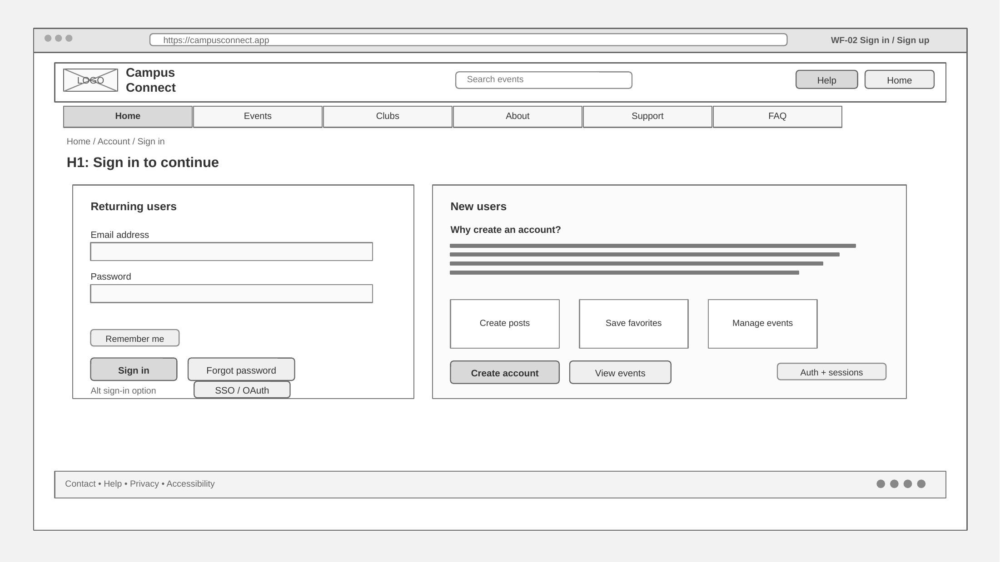 https://campusconnect.app
WF-02 Sign in / Sign up
LOGO
Campus
Connect
Search events
Help
Home
Home
Events
Clubs
About
Support
FAQ
Home / Account / Sign in
H1: Sign in to continue
Returning users
Email address
Password
Remember me
Sign in
Forgot password
Alt sign-in option
SSO / OAuth
New users
Why create an account?
Create posts
Save favorites
Manage events
Create account
View events
Auth + sessions
Contact • Help • Privacy • Accessibility